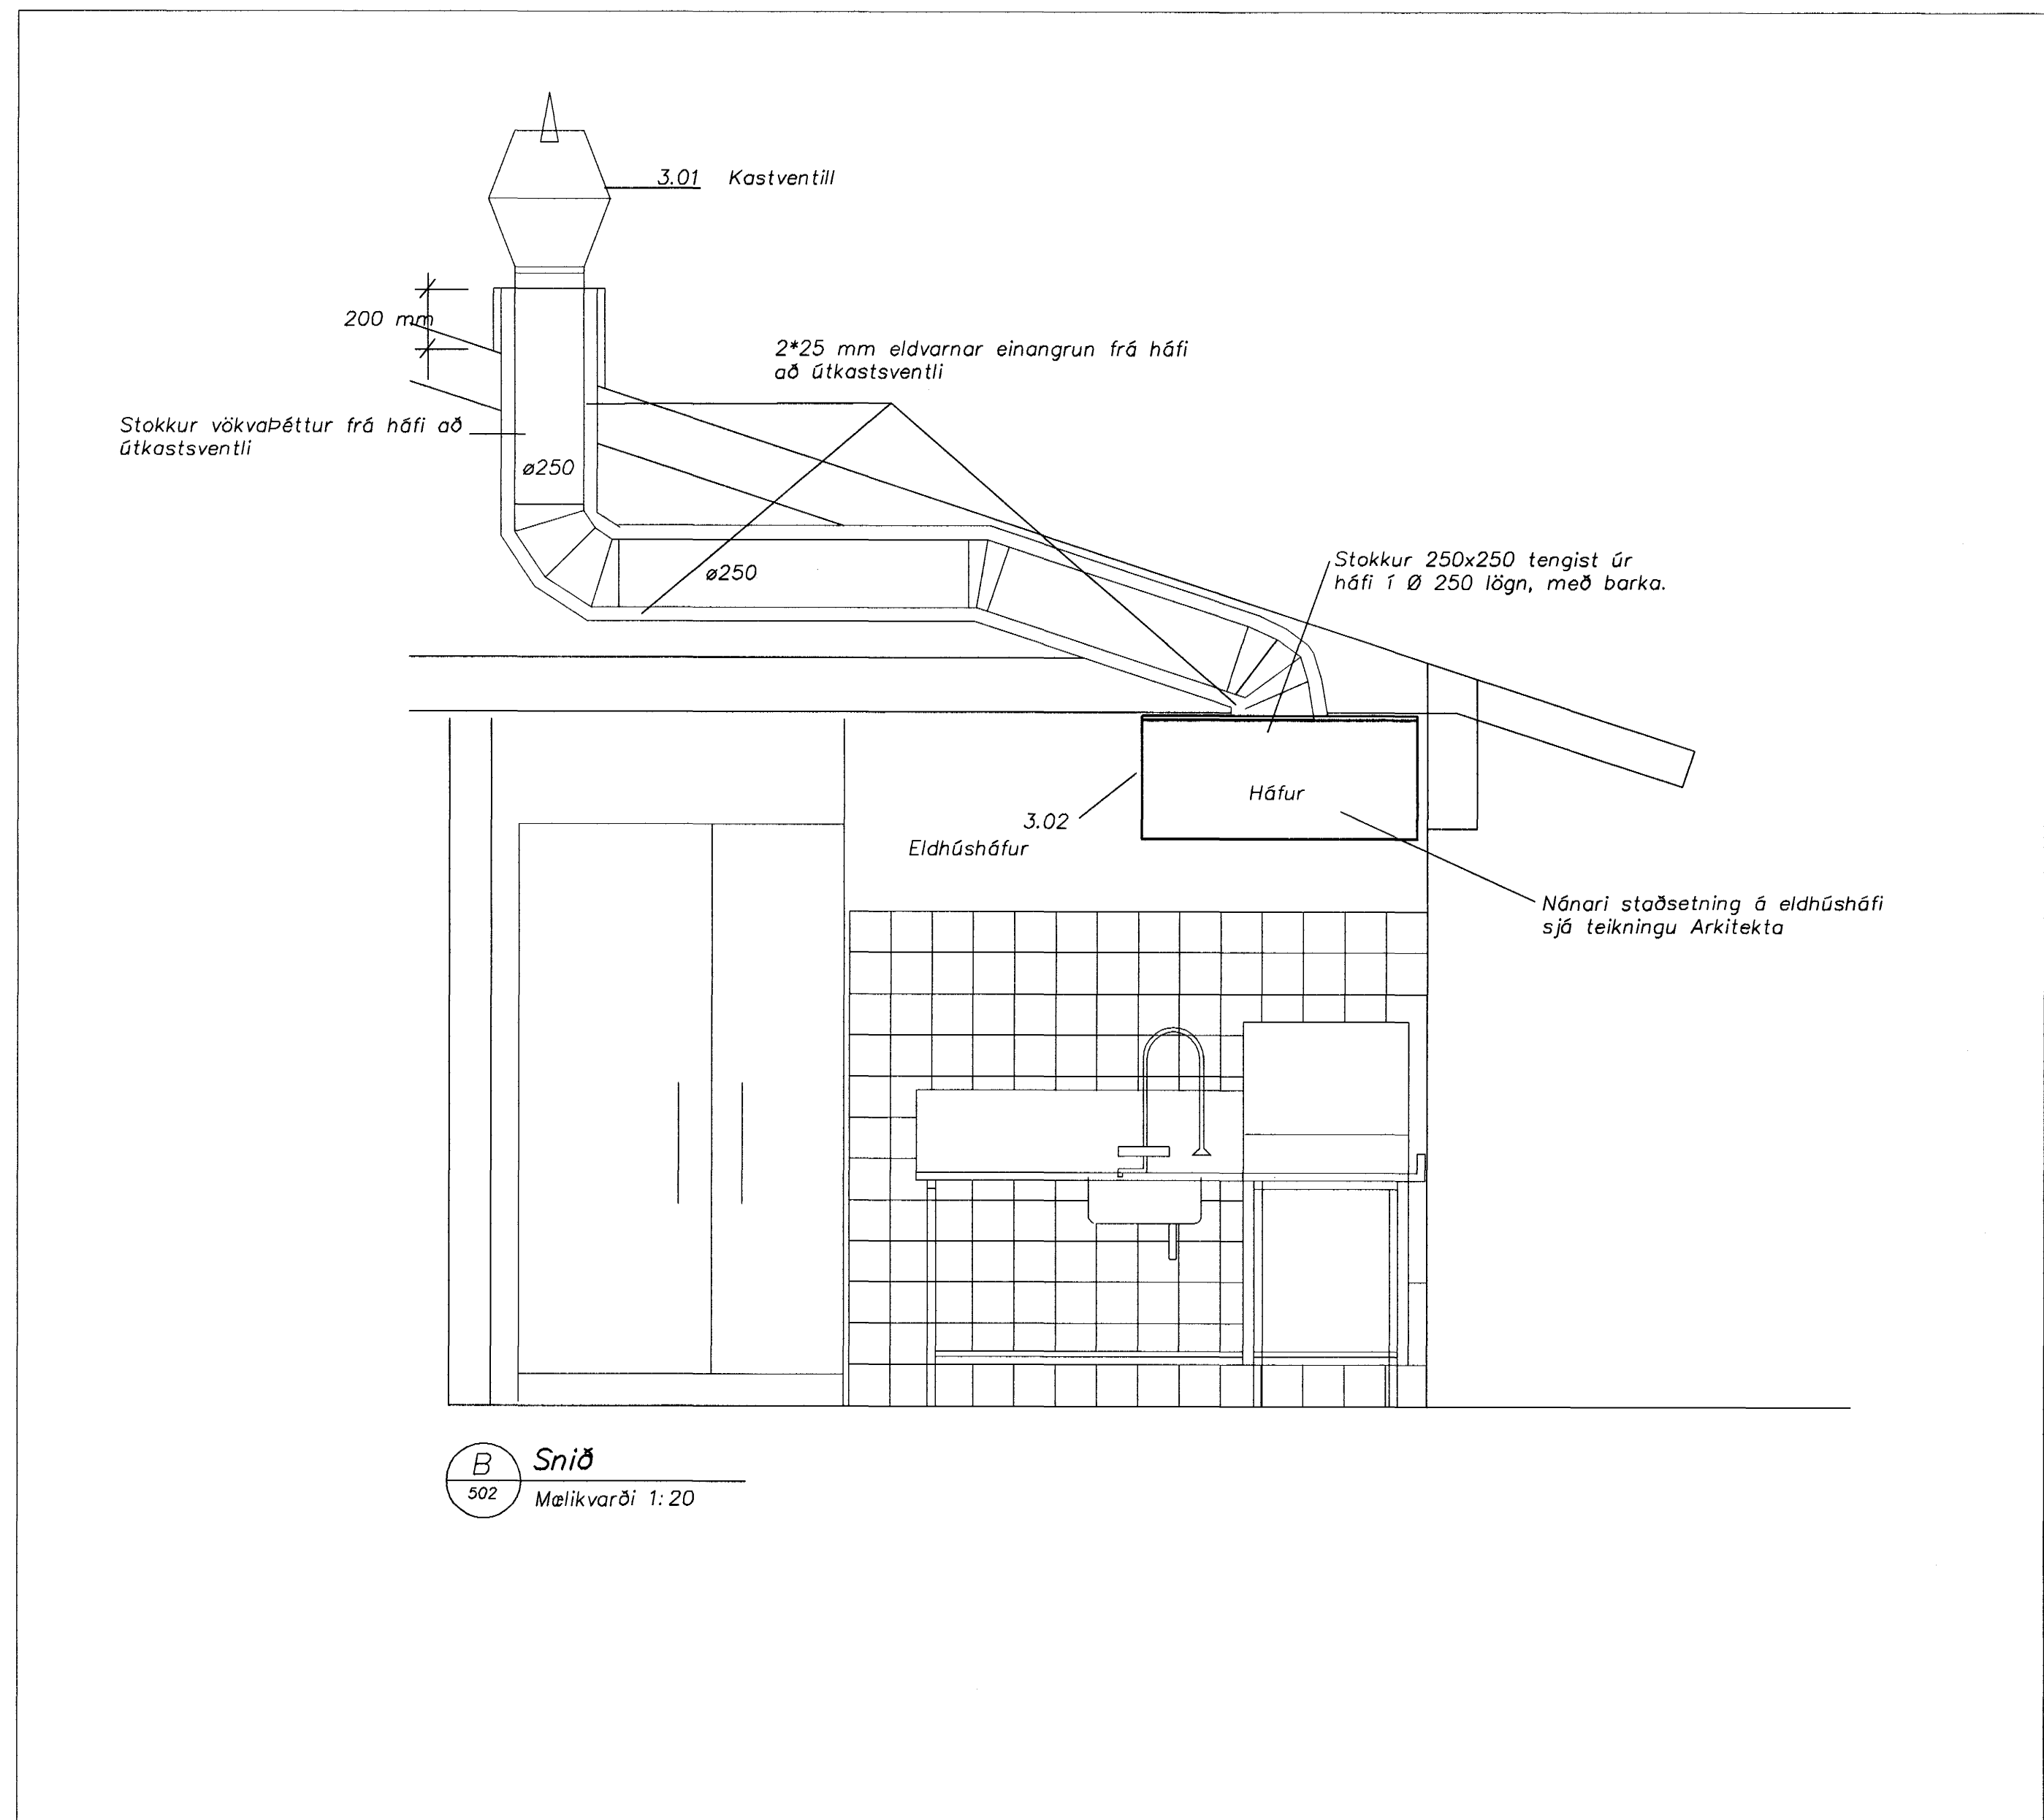 3.01 Kastventill
200 mm
2*25 mm eldvarnar einangrun frá háfi
að útkastsventli
Stokkur vökvaÞéttur frá háfi að
útkastsventli
ø250
ø250
Stokkur 250x250 tengist úr
háfi í Ø 250 lögn, með barka.
Háfur
3.02
Eldhúsháfur
Nánari staðsetning á eldhúsháfi
sjá teikningu Arkitekta
B
502
Snið
Mælikvarði 1:20